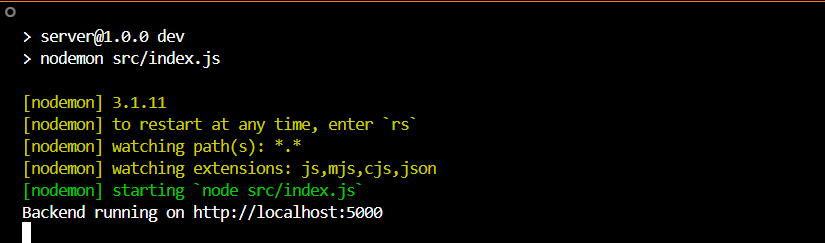 > server@1.0.0 dev
> nodemon src/index.js
[nodemon] 3.1.11
[nodemon] to restart at any time, enter `rs`
[nodemon] watching path(s): *.*
[nodemon] watching extensions: js,mjs,cjs,json
[nodemon] starting `node src/index.js`
Backend running on http://localhost:5000